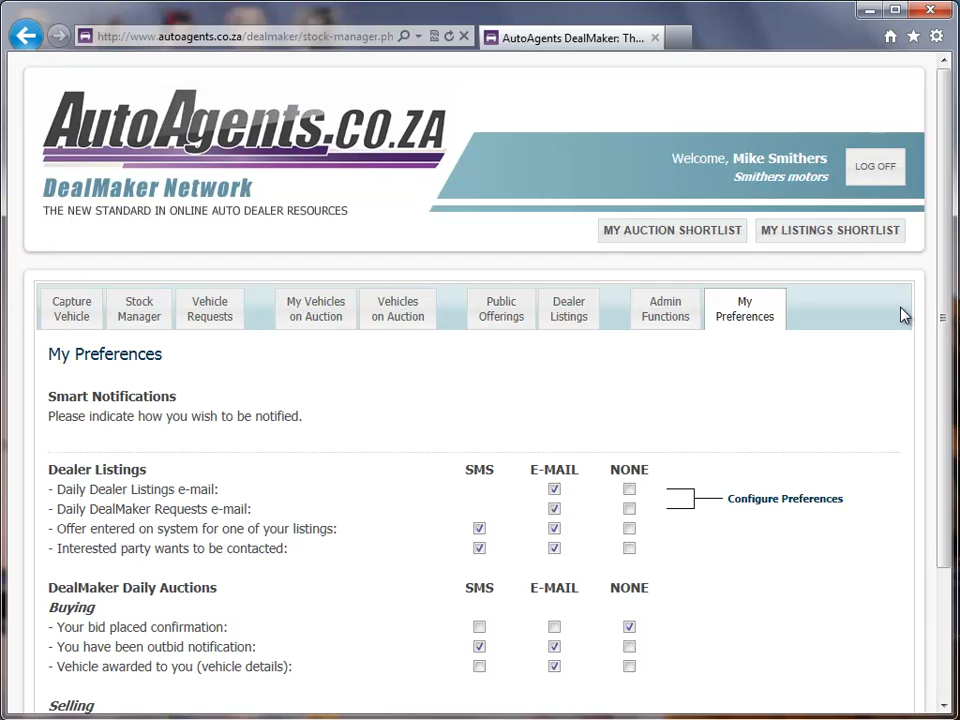 http://www.autoagents.co.za/dealmaker/stock-manager.ph
AutoAgents DealMaker: Th...
AutoAgents.co.za
DealMaker Network
THE NEW STANDARD IN ONLINE AUTO DEALER RESOURCES
Welcome, Mike Smithers
Smithers motors
LOG OFF
MY AUCTION SHORTLIST
MY LISTINGS SHORTLIST
Capture Vehicle
Stock Manager
Vehicle Requests
My Vehicles on Auction
Vehicles on Auction
Public Offerings
Dealer Listings
Admin Functions
My Preferences
My Preferences
Smart Notifications
Please indicate how you wish to be notified.
Dealer Listings SMS E-MAIL NONE
- Daily Dealer Listings e-mail:
- Daily DealMaker Requests e-mail:
Configure Preferences
- Offer entered on system for one of your listings:
- Interested party wants to be contacted:
DealMaker Daily Auctions SMS E-MAIL NONE
Buying
- Your bid placed confirmation:
- You have been outbid notification:
- Vehicle awarded to you (vehicle details):
Selling